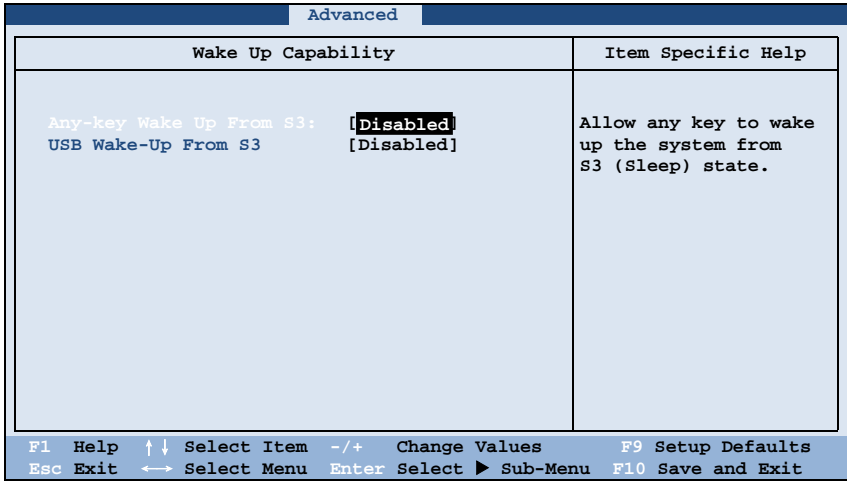 Advanced
Wake Up Capability
Item Specific Help
Any-key Wake Up From S3: [Disabled]
USB Wake-Up From S3 [Disabled]
Allow any key to wake
up the system from
S3 (Sleep) state.
F1 Help ↑↓ Select Item -/+ Change Values F9 Setup Defaults
Esc Exit ←→ Select Menu Enter Select ▶ Sub-Menu F10 Save and Exit